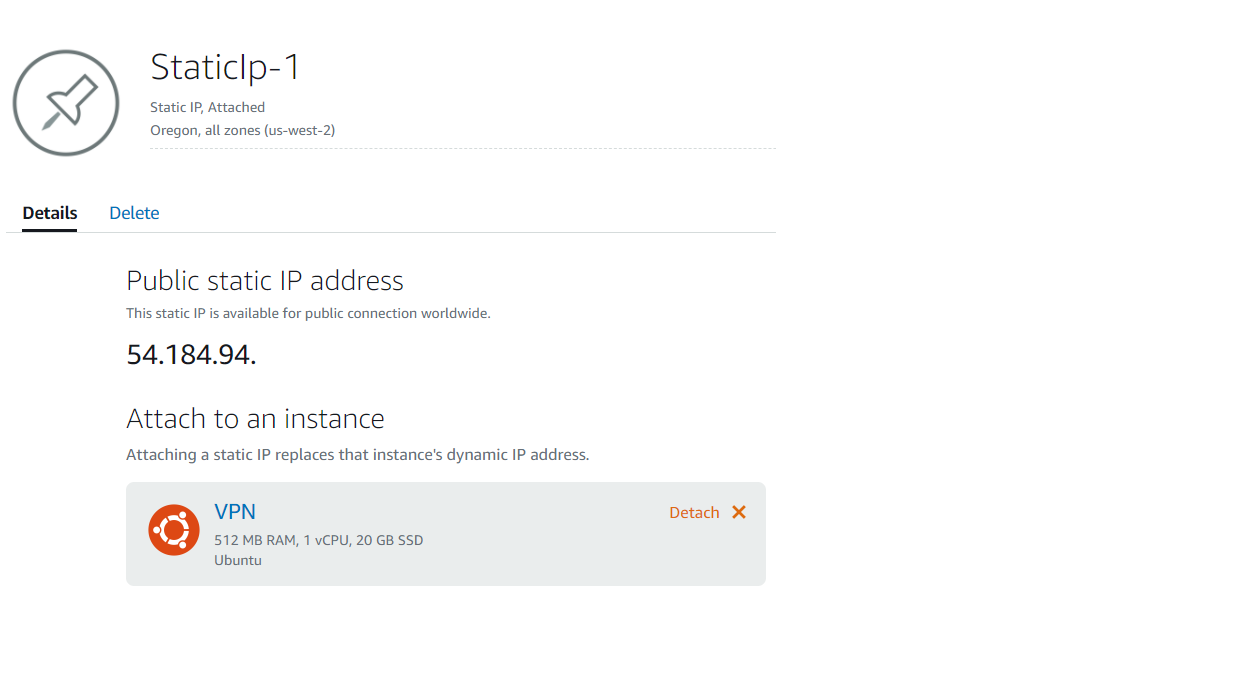 StaticIp-1
Static IP, Attached
Oregon, all zones (us-west-2)
Details Delete
Public static IP address
This static IP is available for public connection worldwide.
54.184.94.
Attach to an instance
Attaching a static IP replaces that instance's dynamic IP address.
VPN Detach ✕
512 MB RAM, 1 vCPU, 20 GB SSD
Ubuntu